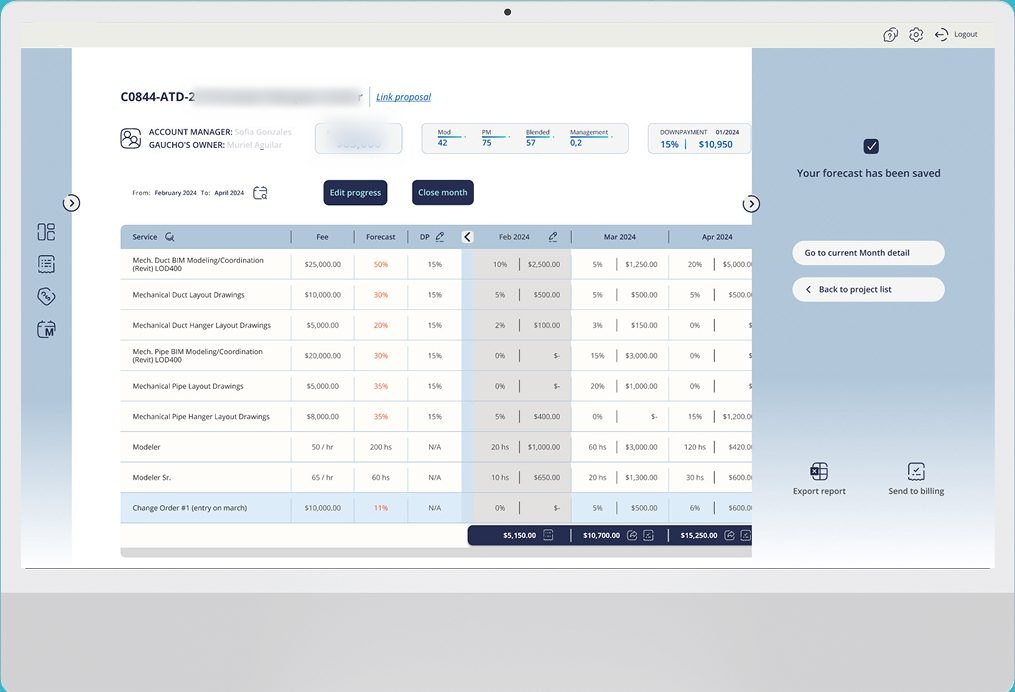 Logout
C0844-ATD-2
Link proposal
ACCOUNT MANAGER: Sofia Gonzales
GAUCHO'S OWNER: Muriel Aguilar
Mod PM Blended Management
42 75 57 0,2
DOWNPAYMENT 01/2024
15% | $10,950
From: February 2024 To: April 2024
Edit progress
Close month
Service Fee Forecast DP Feb 2024 Mar 2024 Apr 2024
Mech. Duct BIM Modeling/Coordination
(Revit) LOD400 $25,000.00 50% 15% 10% $2,500.00 5% $1,250.00 20% $5,000.0
Mechanical Duct Layout Drawings $10,000.00 30% 15% 5% $500.00 5% $500.00 5% $500.0
Mechanical Duct Hanger Layout Drawings $5,000.00 20% 15% 2% $100.00 3% $150.00 0% $
Mech. Pipe BIM Modeling/Coordination
(Revit) LOD400 $20,000.00 30% 15% 0% $- 15% $3,000.00 0% $
Mechanical Pipe Layout Drawings $5,000.00 35% 15% 0% $- 20% $1,000.00 0% $
Mechanical Pipe Hanger Layout Drawings $8,000.00 35% 15% 5% $400.00 0% $- 15% $1,200.0
Modeler 50 / hr 200 hs N/A 20 hs $1,000.00 60 hs $3,000.00 120 hs $420.0
Modeler Sr. 65 / hr 60 hs N/A 10 hs $650.00 20 hs $1,300.00 30 hs $600.0
Change Order #1 (entry on march) $10,000.00 11% N/A 0% $- 5% $500.00 6% $600.0
$5,150.00 $10,700.00 $15,250.00
Your forecast has been saved
Go to current Month detail
Back to project list
Export report
Send to billing
M